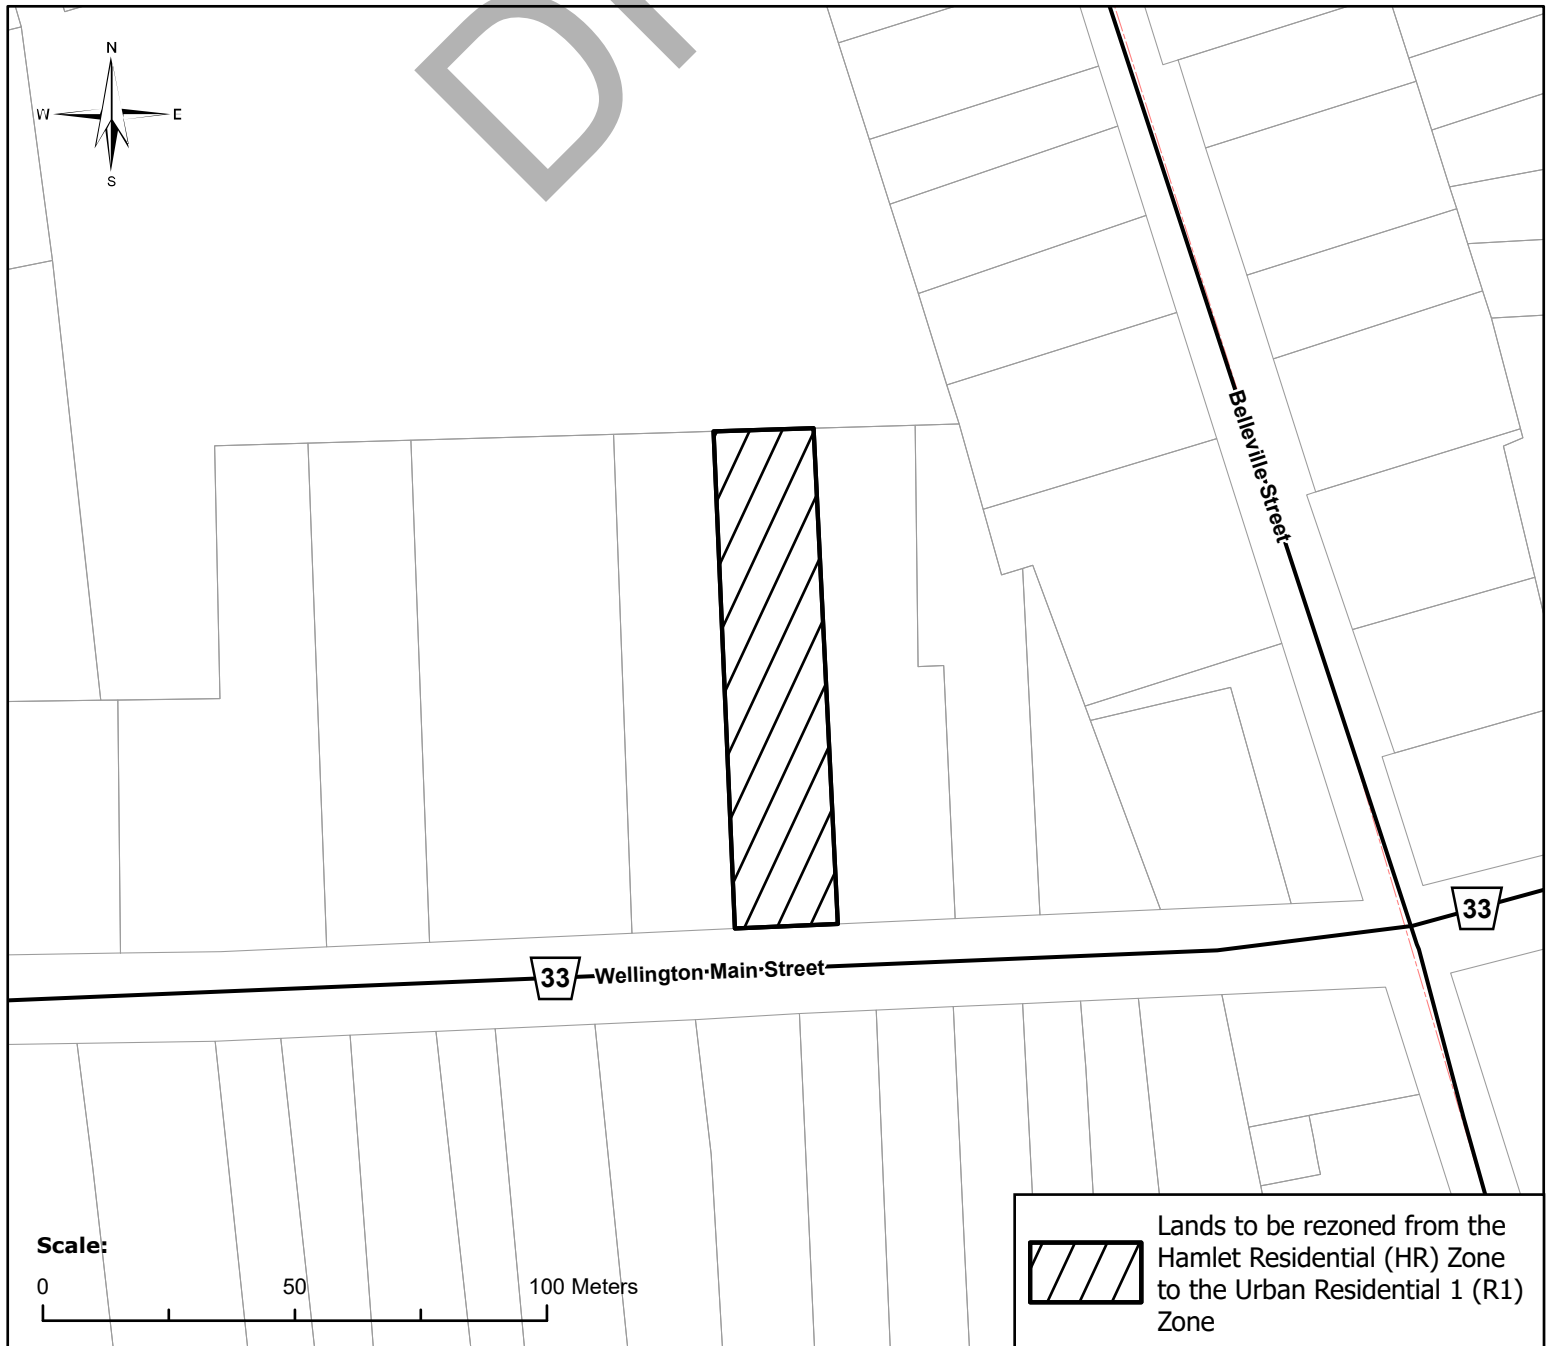 N
W E
S
Belleville Street
33
33 Wellington Main Street
Scale:
0 50 100 Meters
Lands to be rezoned from the
Hamlet Residential (HR) Zone
to the Urban Residential 1 (R1)
Zone